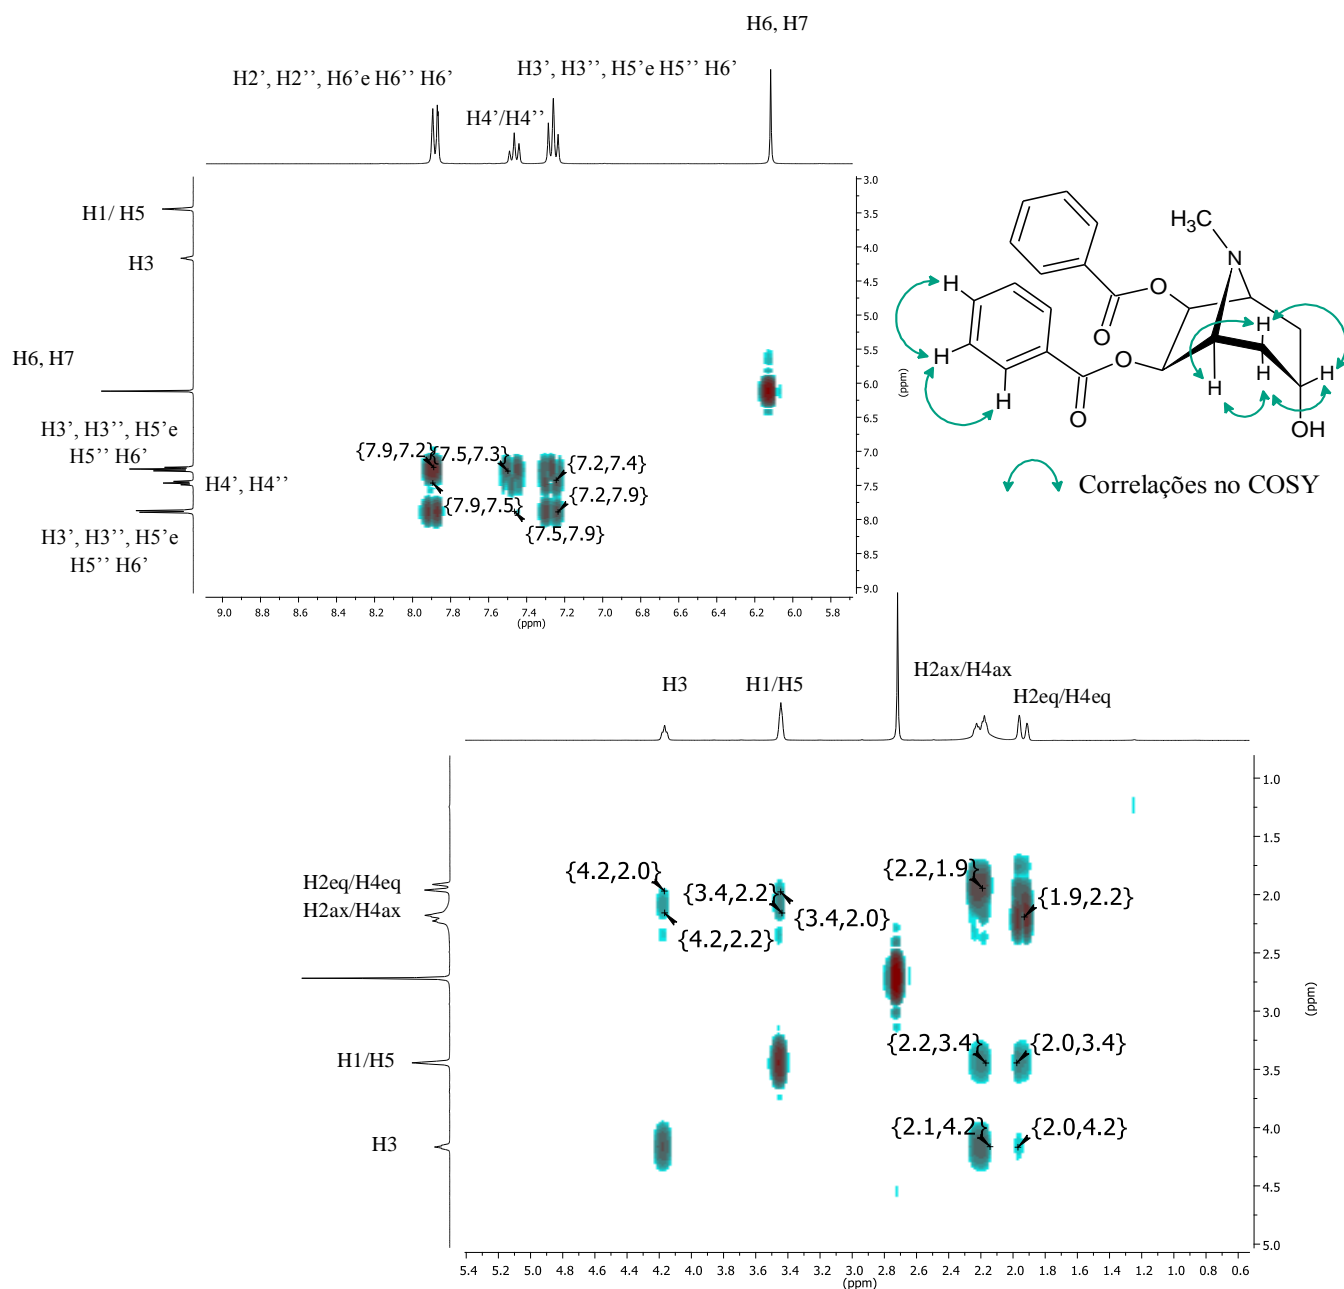 H6, H7
H2’, H2’’, H6’e H6’’ H6’
H3’, H3’’, H5’e H5’’ H6’
H4’/H4’’
H1/ H5
H3
H6, H7
H3’, H3’’, H5’e
H5’’ H6’
H4’, H4’’
H3’, H3’’, H5’e
H5’’ H6’
{7.9,7.2}
{7.5,7.3}
{7.2,7.4}
{7.9,7.5}
{7.2,7.9}
{7.5,7.9}
3.0
3.5
4.0
4.5
5.0
5.5
6.0
6.5
7.0
7.5
8.0
8.5
9.0
(ppm)
9.0 8.8 8.6 8.4 8.2 8.0 7.8 7.6 7.4 7.2 7.0 6.8 6.6 6.4 6.2 6.0 5.8
(ppm)
H3C
N
O
O
O
O
H
H
H
H
H
H
H
OH
Correlações no COSY
H3
H1/H5
H2ax/H4ax
H2eq/H4eq
H2eq/H4eq
H2ax/H4ax
H1/H5
H3
{4.2,2.0}
{3.4,2.2}
{2.2,1.9}
{1.9,2.2}
{3.4,2.0}
{4.2,2.2}
{2.2,3.4}
{2.0,3.4}
{2.1,4.2}
{2.0,4.2}
1.0
1.5
2.0
2.5
3.0
3.5
4.0
4.5
5.0
(ppm)
5.4 5.2 5.0 4.8 4.6 4.4 4.2 4.0 3.8 3.6 3.4 3.2 3.0 2.8 2.6 2.4 2.2 2.0 1.8 1.6 1.4 1.2 1.0 0.8 0.6
(ppm)